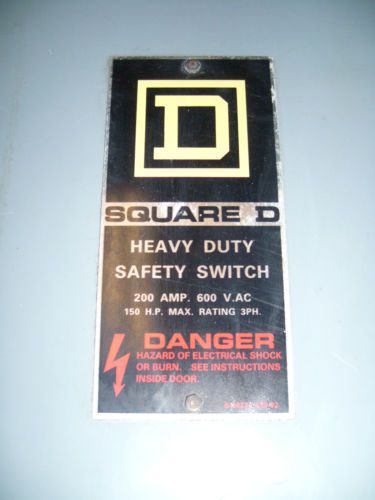 D
SQUARE D
HEAVY DUTY
SAFETY SWITCH
200 AMP. 600 V.AC
150 H.P. MAX. RATING 3PH.
DANGER
HAZARD OF ELECTRICAL SHOCK
OR BURN. SEE INSTRUCTIONS
INSIDE DOOR.